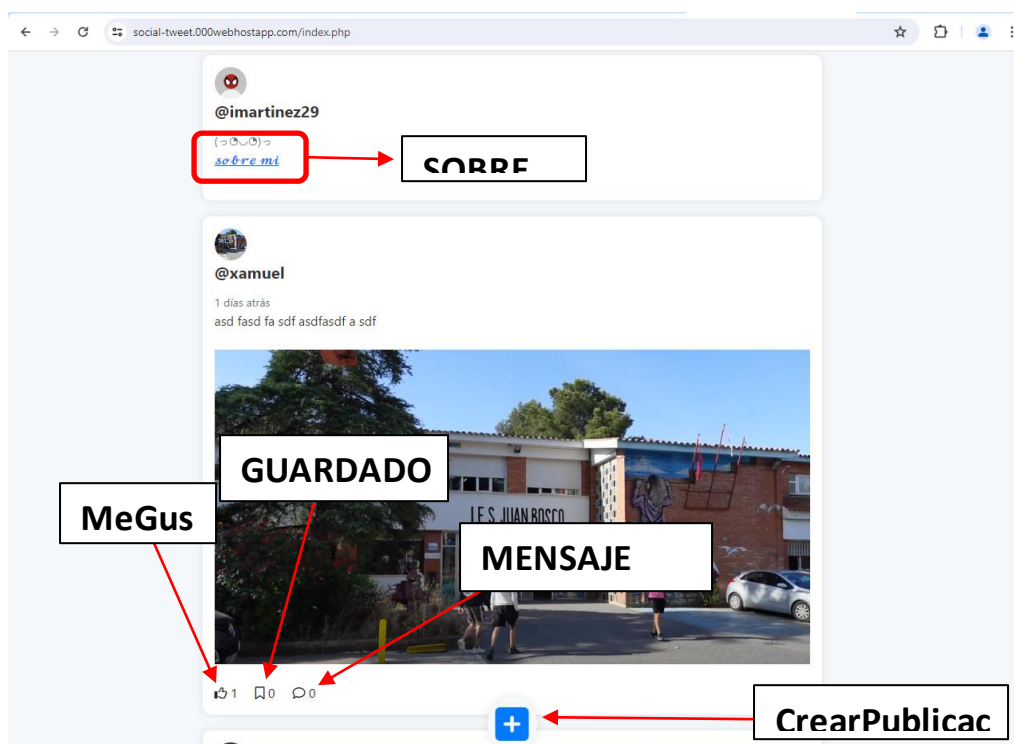 social-tweet.000webhostapp.com/index.php
@imartinez29
(っ◔◡◔)っ
sobre mi
SOBRE
@xamuel
1 días atrás
asd fasd fa sdf asdfasdf a sdf
I.E.S. JUAN BOSCO
GUARDADO
MeGus
MENSAJE
1 0 0
CrearPublicac